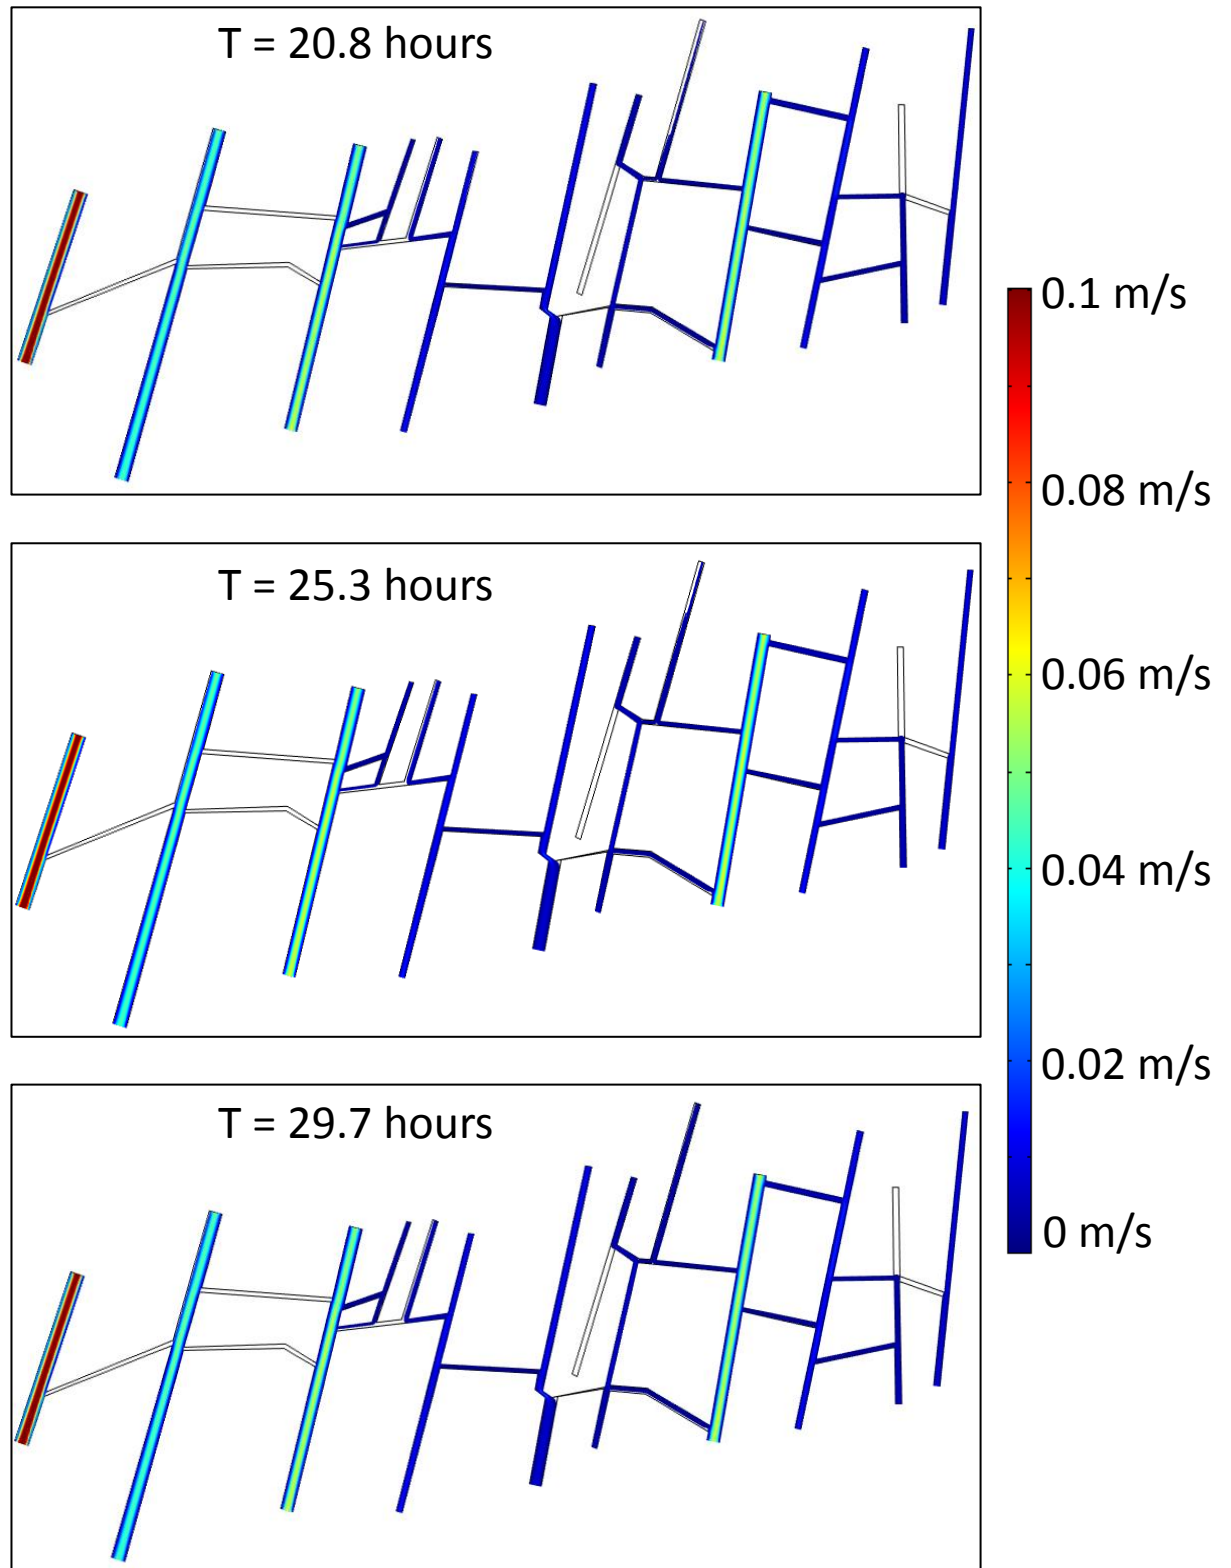 T = 20.8 hours
T = 25.3 hours
T = 29.7 hours
0.1 m/s
0.08 m/s
0.06 m/s
0.04 m/s
0.02 m/s
0 m/s